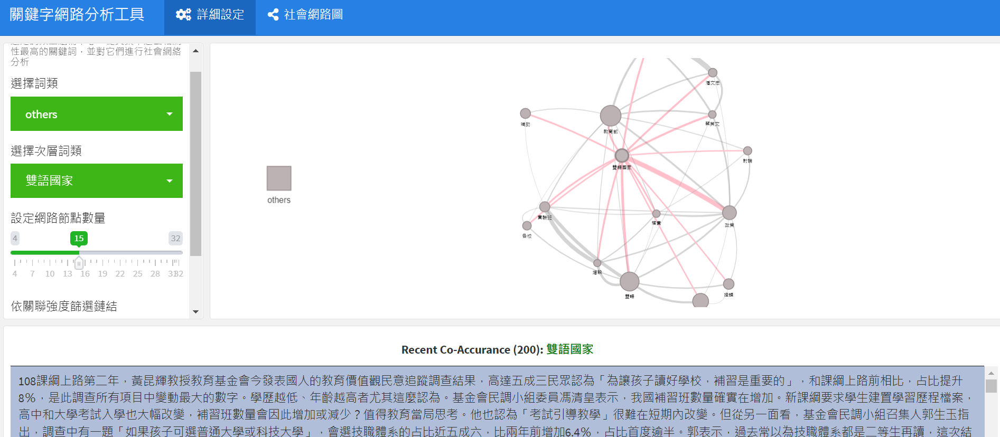 關鍵字網路分析工具
詳細設定
社會網路圖
性最高的關鍵詞，並對它們進行社會網絡
分析
選擇詞類
others
選擇次層詞類
雙語國家
設定網路節點數量
4 15 32
4 7 10 13 16 19 22 25 28 31 32
依關聯強度篩選鏈結
others
潘文忠
補助
蔡英文
教育部
討論
雙語國家
實驗班
落實
政策
各校
增設
雙語
授課
Recent Co-Accurance (200): 雙語國家
108課綱上路第二年，黃昆輝教授教育基金會今發表國人的教育價值觀民意追蹤調查結果，高達五成三民眾認為「為讓孩子讀好學校，補習是重要的」，和課綱上路前相比，占比提升
8%，是此調查所有項目中變動最大的數字。學歷越低、年齡越高者尤其這麼認為。基金會民調小組委員馮清皇表示，我國補習班數量確實在增加。新課綱要求學生建置學習歷程檔案，
高中和大學考試入學也大幅改變，補習班數量會因此增加或減少？值得教育當局思考。他也認為「考試引導教學」很難在短期內改變。但從另一面看，基金會民調小組召集人郭生玉指
出，調查中有一題「如果孩子可選普通大學或科技大學」，會選技職體系的占比近五成六，比兩年前增加6.4%，占比首度逾半。郭表示，過去常以為技職體系都是二等生再讀，這次結